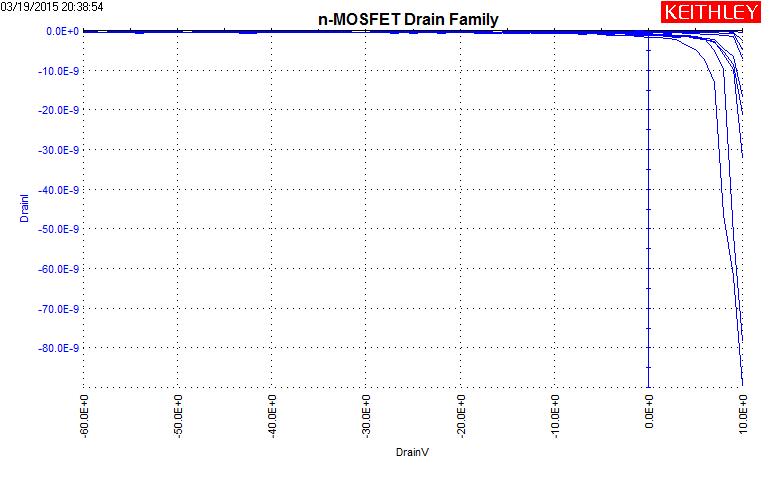 03/19/2015 20:38:54
KEITHLEY
n-MOSFET Drain Family
0.0E+0
-10.0E-9
-20.0E-9
-30.0E-9
-40.0E-9
-50.0E-9
-60.0E-9
-70.0E-9
-80.0E-9
DrainI
-60.0E+0
-50.0E+0
-40.0E+0
-30.0E+0
-20.0E+0
-10.0E+0
0.0E+0
10.0E+0
DrainV